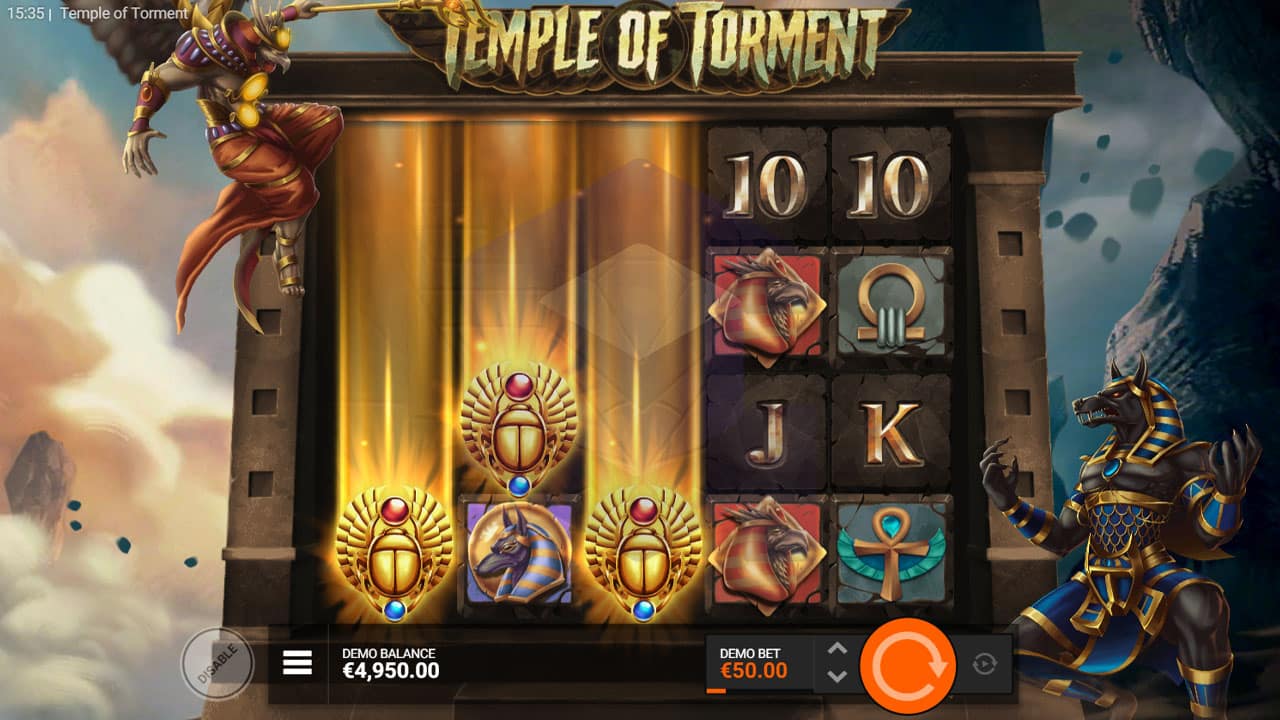 15:35 | Temple of Torment
TEMPLE OF TORMENT
10 10
J K
DISABLE
DEMO BALANCE
€4,950.00
DEMO BET
€50.00